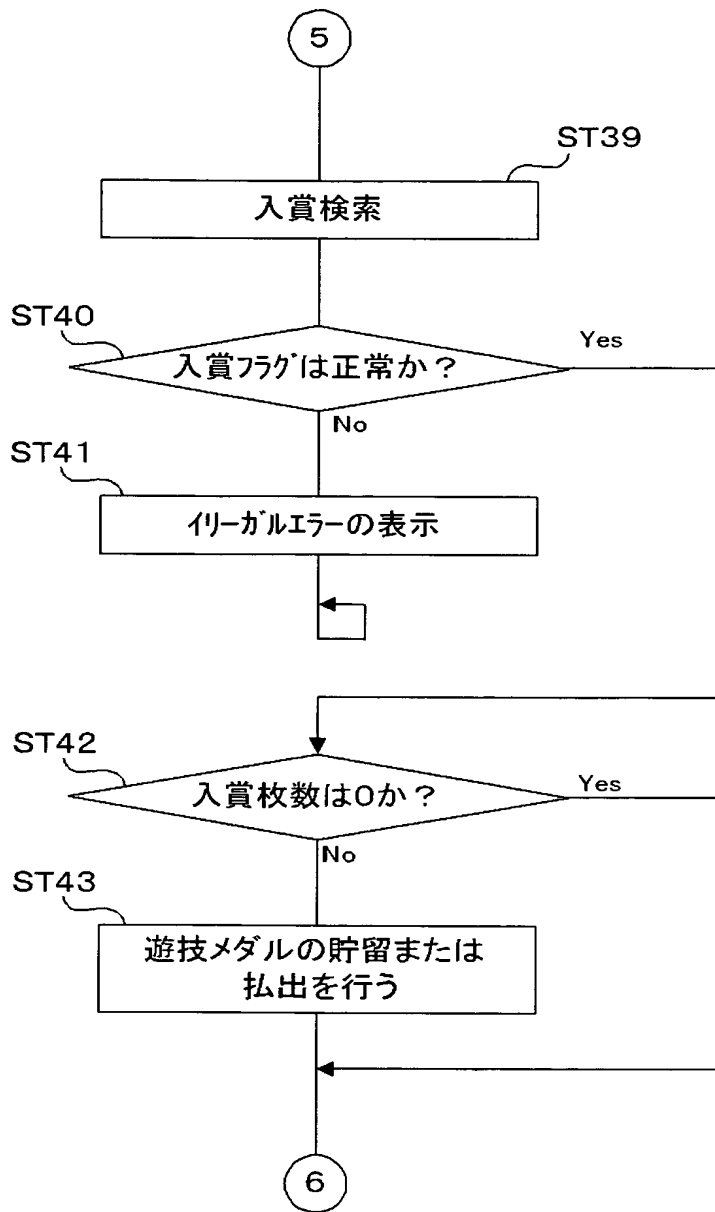 5
ST39
入賞検索
ST40
入賞フラグは正常か？
Yes
No
ST41
イリーガルエラーの表示
ST42
入賞枚数は0か？
Yes
No
ST43
遊技メダルの貯留または
払出を行う
6